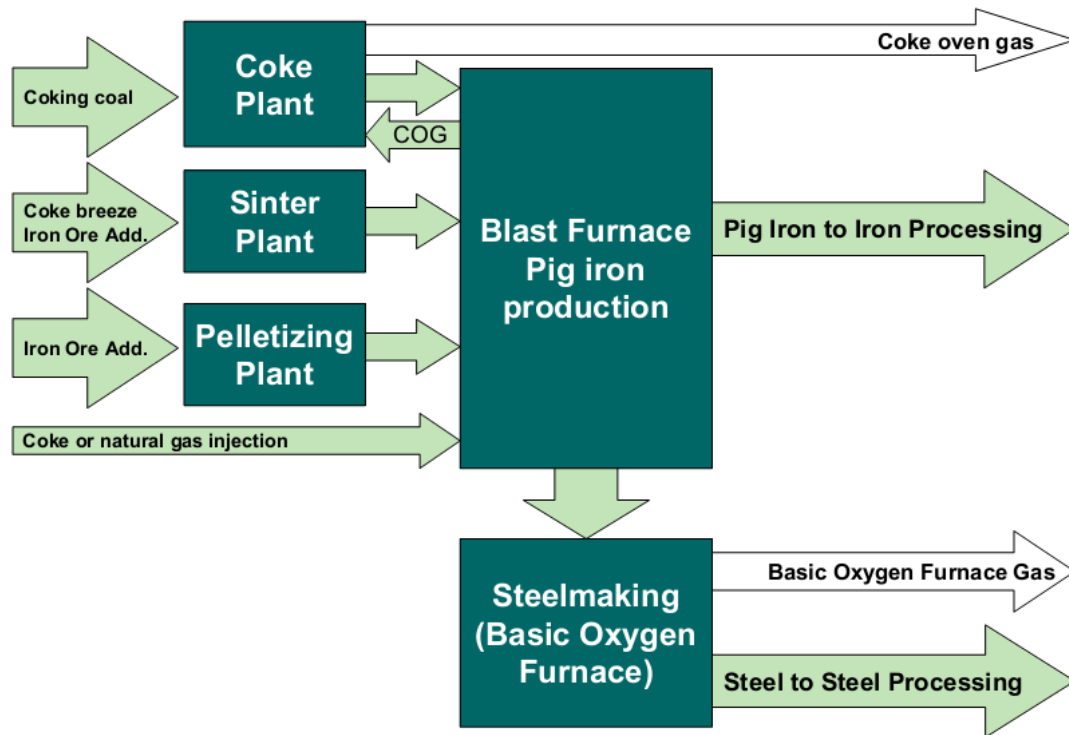 Coke oven gas
Coke
Plant
Coking coal
COG
Coke breeze
Iron Ore Add.
Sinter
Plant
Blast Furnace
Pig iron
production
Pig Iron to Iron Processing
Iron Ore Add.
Pelletizing
Plant
Coke or natural gas injection
Steelmaking
(Basic Oxygen
Furnace)
Basic Oxygen Furnace Gas
Steel to Steel Processing